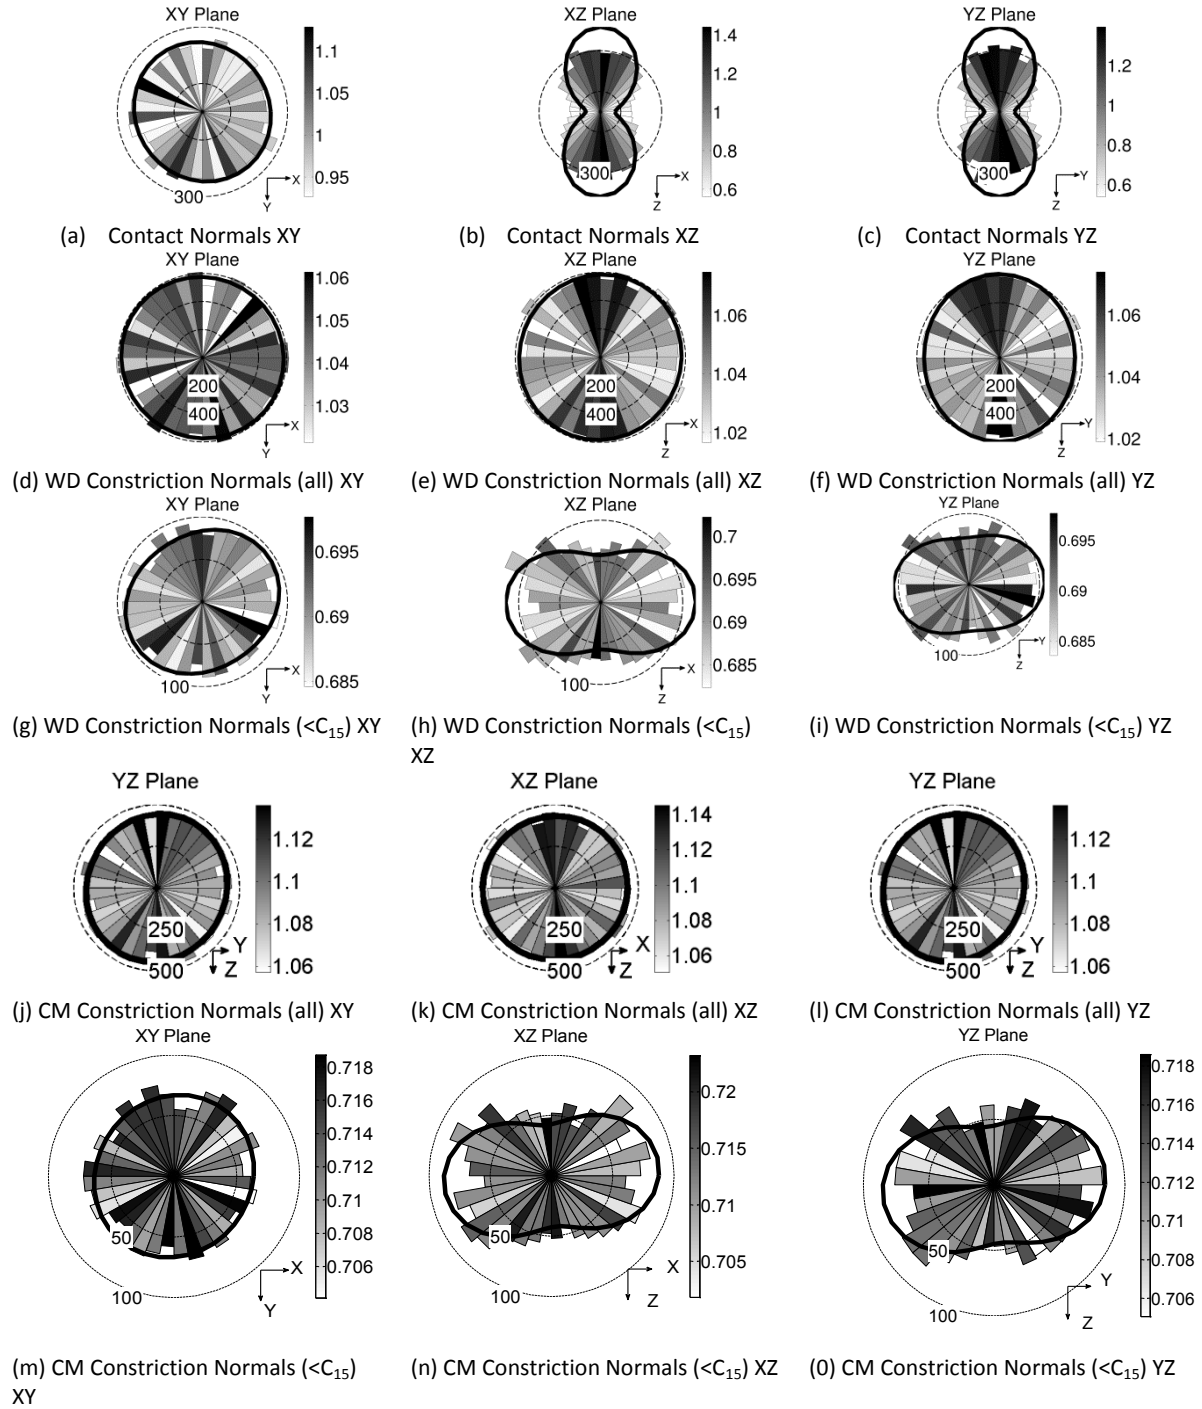 XY Plane
1.1
1.05
1
0.95
300
X
Y
XZ Plane
1.4
1.2
1
0.8
0.6
300
X
Z
YZ Plane
1.2
1
0.8
0.6
300
Y
Z
(a) Contact Normals XY
(b) Contact Normals XZ
(c) Contact Normals YZ
XY Plane
1.06
1.05
1.04
1.03
200
400
X
Y
XZ Plane
1.06
1.04
1.02
200
400
X
Z
YZ Plane
1.06
1.04
1.02
200
400
Y
Z
(d) WD Constriction Normals (all) XY
(e) WD Constriction Normals (all) XZ
(f) WD Constriction Normals (all) YZ
XY Plane
0.695
0.69
0.685
100
X
Y
XZ Plane
0.7
0.695
0.69
0.685
100
X
Z
YZ Plane
0.695
0.69
0.685
100
Y
Z
(g) WD Constriction Normals (<C15) XY
(h) WD Constriction Normals (<C15)
XZ
(i) WD Constriction Normals (<C15) YZ
YZ Plane
1.12
1.1
1.08
1.06
250
500
Y
Z
XZ Plane
1.14
1.12
1.1
1.08
1.06
250
500
X
Z
YZ Plane
1.12
1.1
1.08
1.06
250
500
Y
Z
(j) CM Constriction Normals (all) XY
(k) CM Constriction Normals (all) XZ
(l) CM Constriction Normals (all) YZ
XY Plane
0.718
0.716
0.714
0.712
0.71
0.708
0.706
50
100
X
Y
XZ Plane
0.72
0.715
0.71
0.705
50
100
X
Z
YZ Plane
0.718
0.716
0.714
0.712
0.71
0.708
0.706
50
100
Y
Z
(m) CM Constriction Normals (<C15)
XY
(n) CM Constriction Normals (<C15) XZ
(0) CM Constriction Normals (<C15) YZ